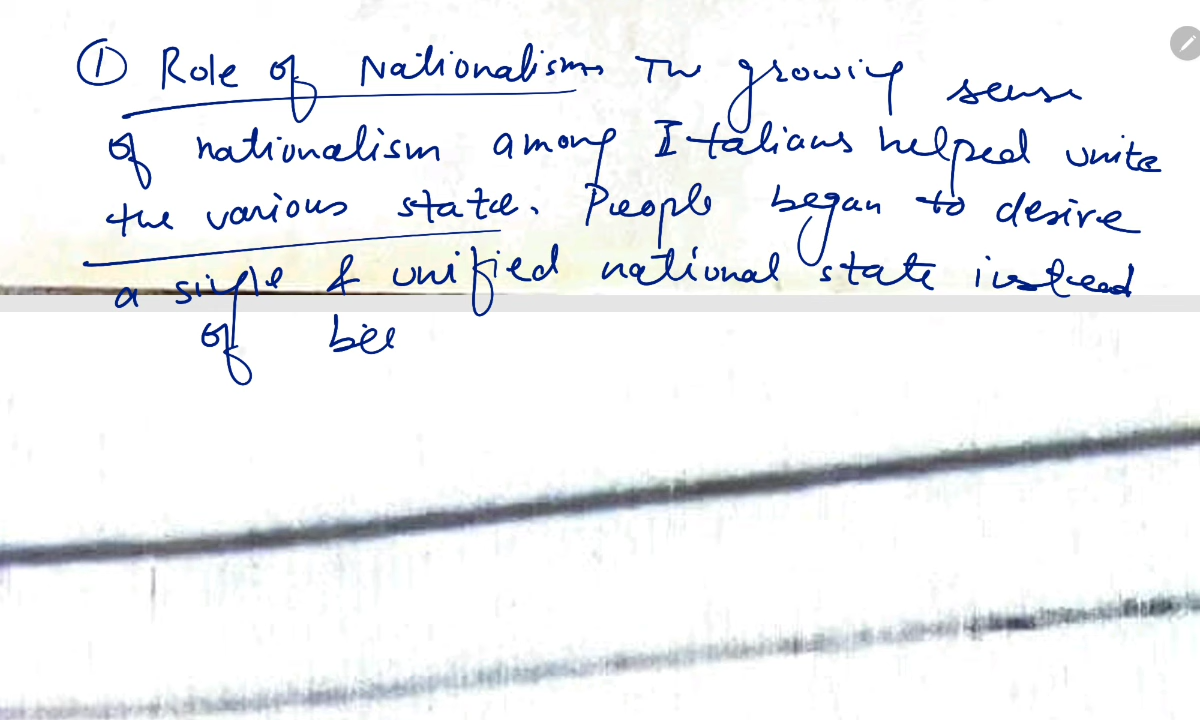 ① Role of Nationalism The growing sense
of nationalism among Italians helped unite
the various state. People began to desire
a single & unified national state instead
of bee